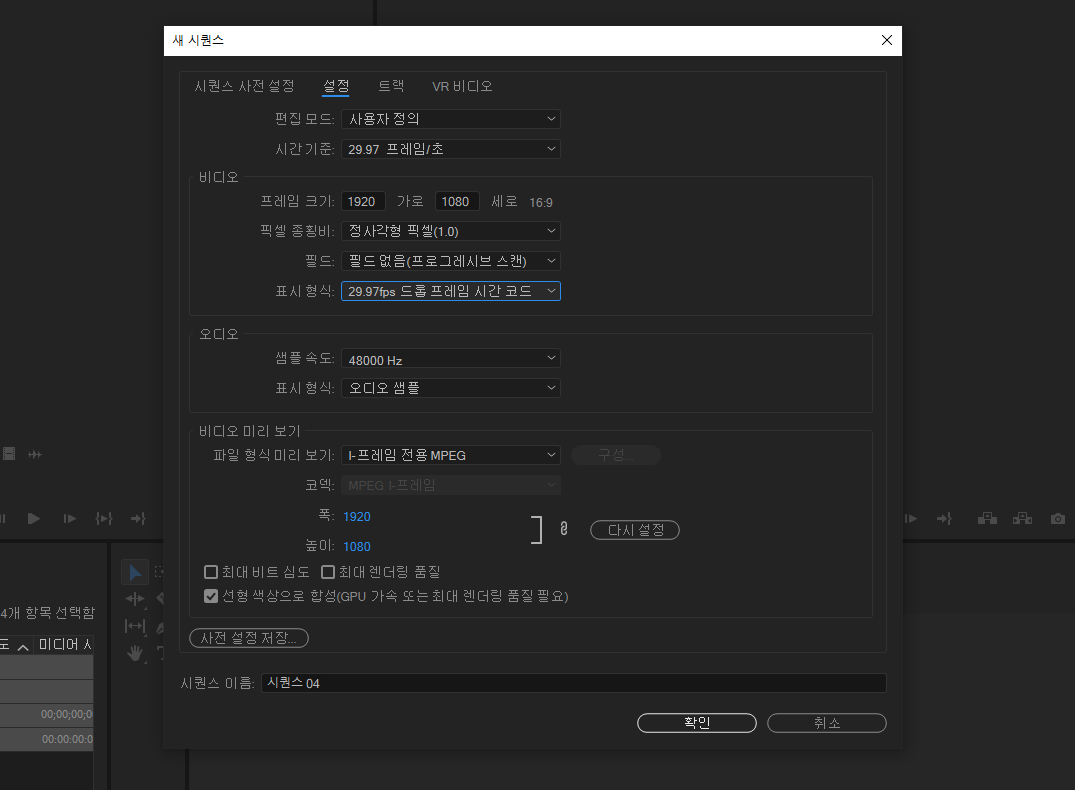 새 시퀀스
시퀀스 사전 설정 설정 트랙 VR 비디오
편집 모드: 사용자 정의
시간 기준: 29.97 프레임/초
비디오
프레임 크기: 1920 가로 1080 세로 16:9
픽셀 종횡비: 정사각형 픽셀(1.0)
필드: 필드 없음(프로그레시브 스캔)
표시 형식: 29.97fps 드롭 프레임 시간 코드
오디오
샘플 속도: 48000 Hz
표시 형식: 오디오 샘플
비디오 미리 보기
파일 형식 미리 보기: I-프레임 전용 MPEG 구성...
코덱: MPEG I-프레임
폭: 1920
높이: 1080
다시 설정
최대 비트 심도 최대 렌더링 품질
선형 색상으로 합성(GPU 가속 또는 최대 렌더링 품질 필요)
사전 설정 저장...
시퀀스 이름: 시퀀스 04
확인 취소
4개 항목 선택함
도 미디어 시
00;00;00;0
00:00:00:0